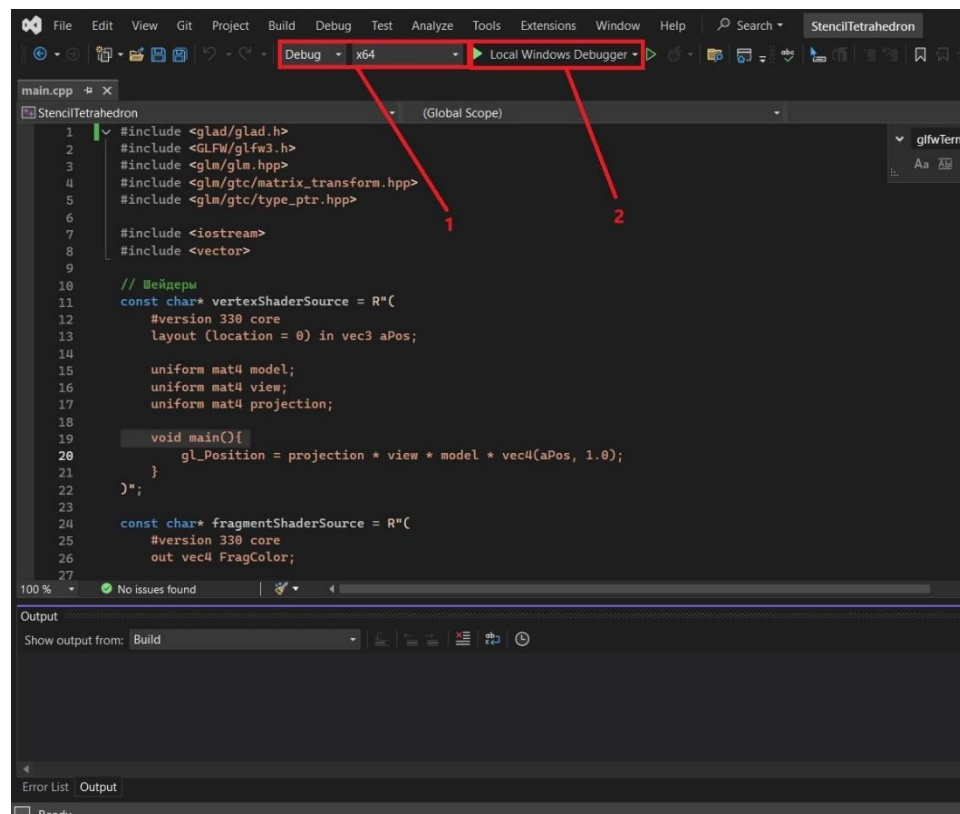 File Edit View Git Project Build Debug Test Analyze Tools Extensions Window Help Search StencilTetrahedron
Debug x64 Local Windows Debugger
main.cpp
StencilTetrahedron (Global Scope)
1 #include <glad/glad.h>
2 #include <GLFW/glfw3.h>
3 #include <glm/glm.hpp>
4 #include <glm/gtc/matrix_transform.hpp>
5 #include <glm/gtc/type_ptr.hpp>
6
7 #include <iostream>
8 #include <vector>
9
10 // Шейдеры
11 const char* vertexShaderSource = R"(
12 #version 330 core
13 layout (location = 0) in vec3 aPos;
14
15 uniform mat4 model;
16 uniform mat4 view;
17 uniform mat4 projection;
18
19 void main(){
20 gl_Position = projection * view * model * vec4(aPos, 1.0);
21 }
22 )";
23
24 const char* fragmentShaderSource = R"(
25 #version 330 core
26 out vec4 FragColor;
27
glfwTerm
Aa Ab
1
2
100 % No issues found
Output
Show output from: Build
Error List Output
Ready